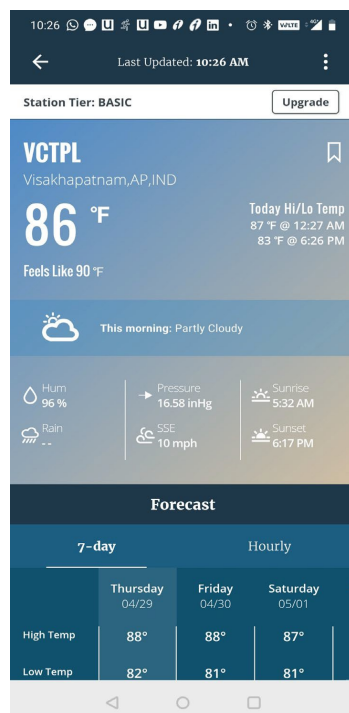 10:26
VoLTE 4G
Last Updated: 10:26 AM
Station Tier: BASIC
Upgrade
VCTPL
Visakhapatnam,AP,IND
86 °F
Feels Like 90 °F
Today Hi/Lo Temp
87 °F @ 12:27 AM
83 °F @ 6:26 PM
This morning: Partly Cloudy
Hum
96 %
Pressure
16.58 inHg
Sunrise
5:32 AM
Rain
--
SSE
10 mph
Sunset
6:17 PM
Forecast
7-day
Hourly
Thursday Friday Saturday
04/29 04/30 05/01
High Temp 88° 88° 87°
Low Temp 82° 81° 81°